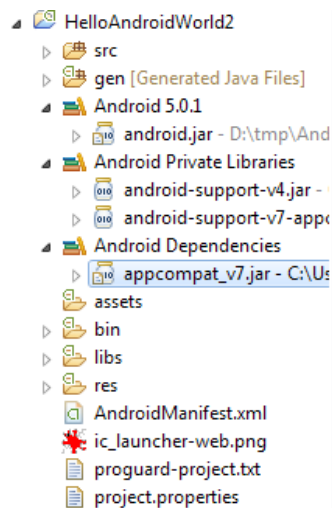 HelloAndroidWorld2
src
gen [Generated Java Files]
Android 5.0.1
android.jar - D:\tmp\And
Android Private Libraries
android-support-v4.jar -
android-support-v7-appc
Android Dependencies
appcompat_v7.jar - C:\Us
assets
bin
libs
res
AndroidManifest.xml
ic_launcher-web.png
proguard-project.txt
project.properties